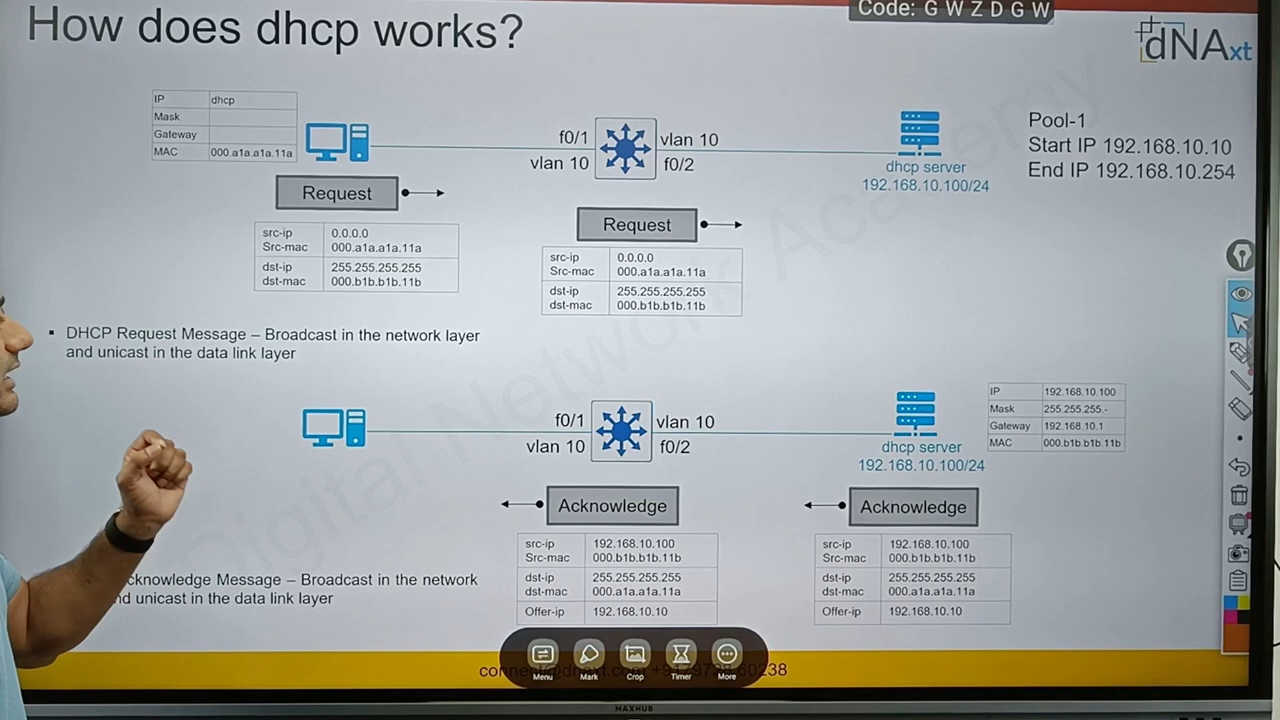 Code: G W Z D G W
How does dhcp works?
dNAxt
IP dhcp
Mask
Gateway
MAC 000.a1a.a1a.11a
f0/1 vlan 10
vlan 10 f0/2
dhcp server
192.168.10.100/24
Pool-1
Start IP 192.168.10.10
End IP 192.168.10.254
Request
src-ip 0.0.0.0
Src-mac 000.a1a.a1a.11a
dst-ip 255.255.255.255
dst-mac 000.b1b.b1b.11b
Request
src-ip 0.0.0.0
Src-mac 000.a1a.a1a.11a
dst-ip 255.255.255.255
dst-mac 000.b1b.b1b.11b
▪ DHCP Request Message – Broadcast in the network layer
and unicast in the data link layer
Digital Network Academy
f0/1 vlan 10
vlan 10 f0/2
dhcp server
192.168.10.100/24
IP 192.168.10.100
Mask 255.255.255.-
Gateway 192.168.10.1
MAC 000.b1b.b1b.11b
Acknowledge
src-ip 192.168.10.100
Src-mac 000.b1b.b1b.11b
dst-ip 255.255.255.255
dst-mac 000.a1a.a1a.11a
Offer-ip 192.168.10.10
Acknowledge
src-ip 192.168.10.100
Src-mac 000.b1b.b1b.11b
dst-ip 255.255.255.255
dst-mac 000.a1a.a1a.11a
Offer-ip 192.168.10.10
cknowledge Message – Broadcast in the network
nd unicast in the data link layer
Menu Mark Crop Timer More
MAXHUB